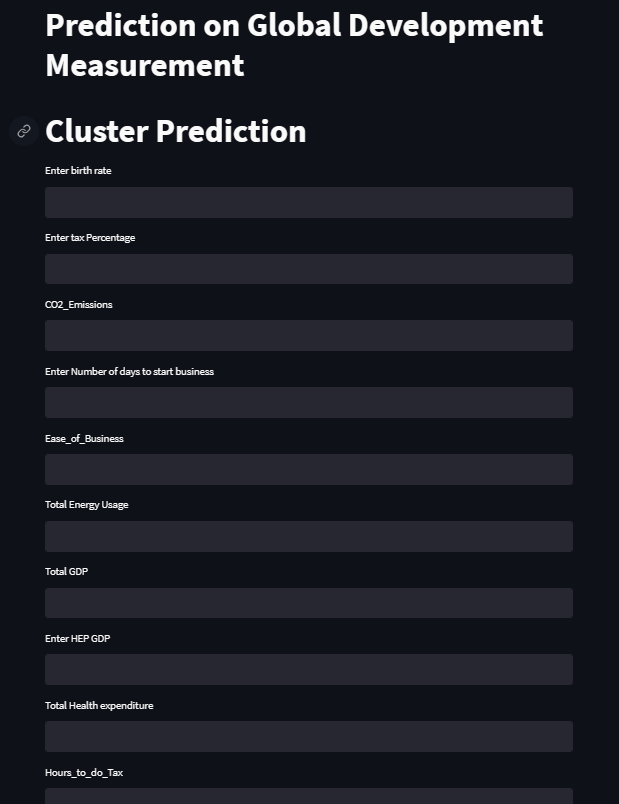 Prediction on Global Development
Measurement
Cluster Prediction
Enter birth rate
Enter tax Percentage
CO2_Emissions
Enter Number of days to start business
Ease_of_Business
Total Energy Usage
Total GDP
Enter HEP GDP
Total Health expenditure
Hours_to_do_Tax